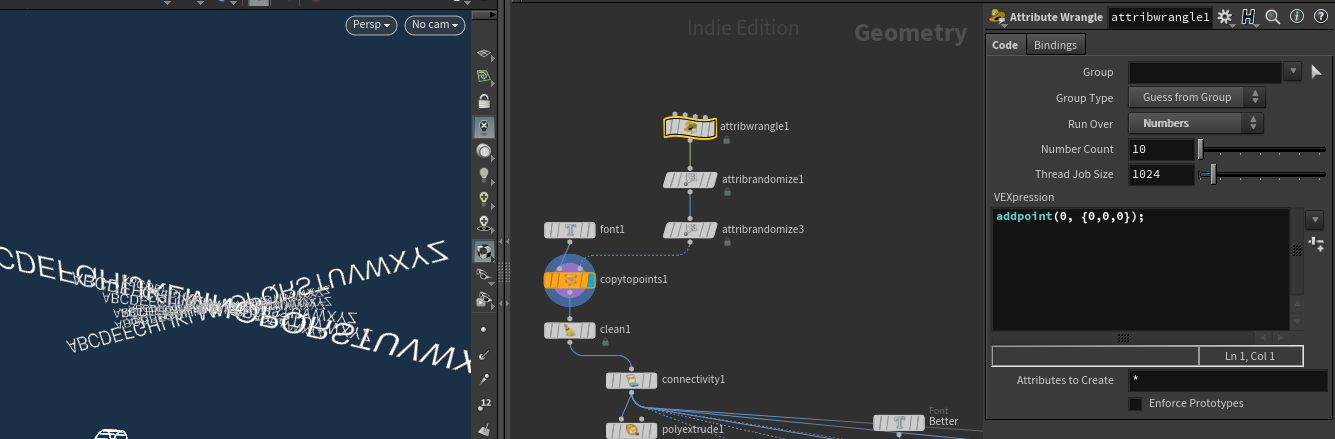 Persp
No cam
CDEFGHIJKLMNOPQRSTUVWXYZ
Indie Edition
Geometry
attribwrangle1
attribrandomize1
font1
attribrandomize3
copytopoints1
clean1
connectivity1
Font
Better
polyextrude1
12
Attribute Wrangle
attribwrangle1
Code
Bindings
Group
Group Type
Guess from Group
Run Over
Numbers
Number Count
10
Thread Job Size
1024
VEXpression
addpoint(0, {0,0,0});
Ln 1, Col 1
Attributes to Create
*
Enforce Prototypes